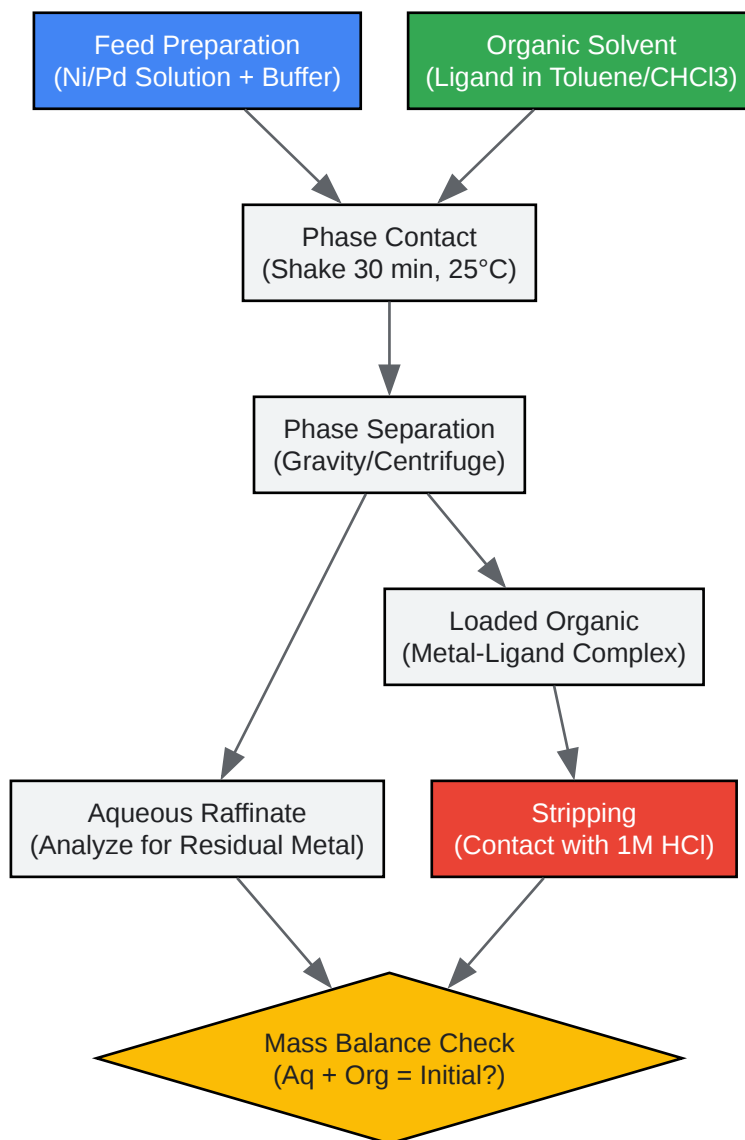 Feed Preparation
(Ni/Pd Solution + Buffer)
Organic Solvent
(Ligand in Toluene/CHCl3)
Phase Contact
(Shake 30 min, 25°C)
Phase Separation
(Gravity/Centrifuge)
Loaded Organic
(Metal-Ligand Complex)
Aqueous Raffinate
(Analyze for Residual Metal)
Stripping
(Contact with 1M HCl)
Mass Balance Check
(Aq + Org = Initial?)